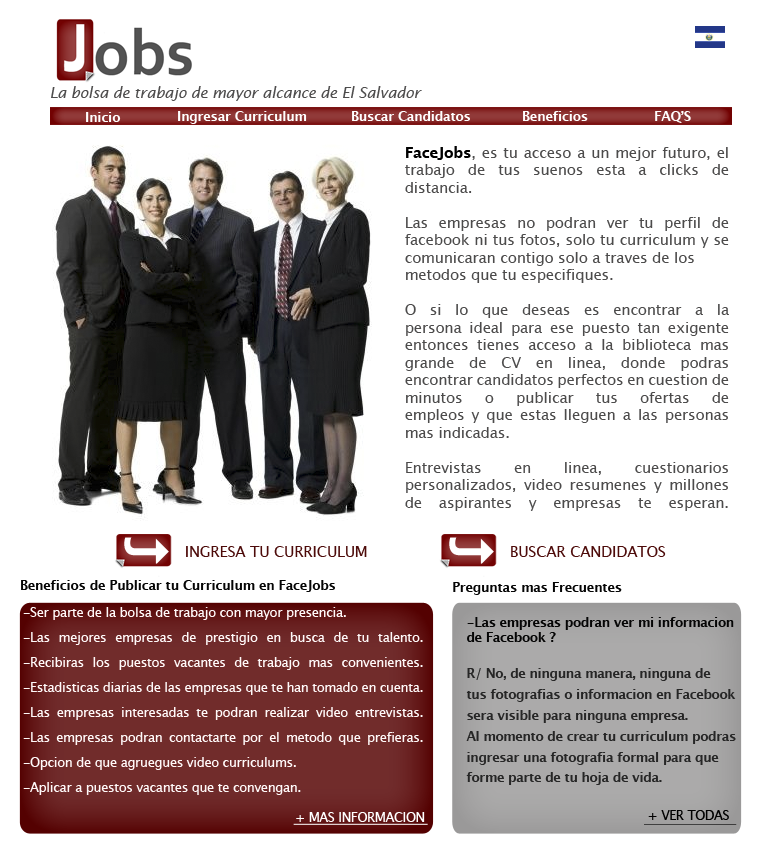 Jobs
La bolsa de trabajo de mayor alcance de El Salvador
Inicio Ingresar Curriculum Buscar Candidatos Beneficios FAQ'S
FaceJobs, es tu acceso a un mejor futuro, el
trabajo de tus suenos esta a clicks de
distancia.
Las empresas no podran ver tu perfil de
facebook ni tus fotos, solo tu curriculum y se
comunicaran contigo solo a traves de los
metodos que tu especifiques.
O si lo que deseas es encontrar a la
persona ideal para ese puesto tan exigente
entonces tienes acceso a la biblioteca mas
grande de CV en linea, donde podras
encontrar candidatos perfectos en cuestion de
minutos o publicar tus ofertas de
empleos y que estas lleguen a las personas
mas indicadas.
Entrevistas en linea, cuestionarios
personalizados, video resumenes y millones
de aspirantes y empresas te esperan.
INGRESA TU CURRICULUM
BUSCAR CANDIDATOS
Beneficios de Publicar tu Curriculum en FaceJobs
-Ser parte de la bolsa de trabajo con mayor presencia.
-Las mejores empresas de prestigio en busca de tu talento.
-Recibiras los puestos vacantes de trabajo mas convenientes.
-Estadisticas diarias de las empresas que te han tomado en cuenta.
-Las empresas interesadas te podran realizar video entrevistas.
-Las empresas podran contactarte por el metodo que prefieras.
-Opcion de que agruegues video curriculums.
-Aplicar a puestos vacantes que te convengan.
+ MAS INFORMACION
Preguntas mas Frecuentes
-Las empresas podran ver mi informacion
de Facebook ?
R/ No, de ninguna manera, ninguna de
tus fotografias o informacion en Facebook
sera visible para ninguna empresa.
Al momento de crear tu curriculum podras
ingresar una fotografia formal para que
forme parte de tu hoja de vida.
+ VER TODAS